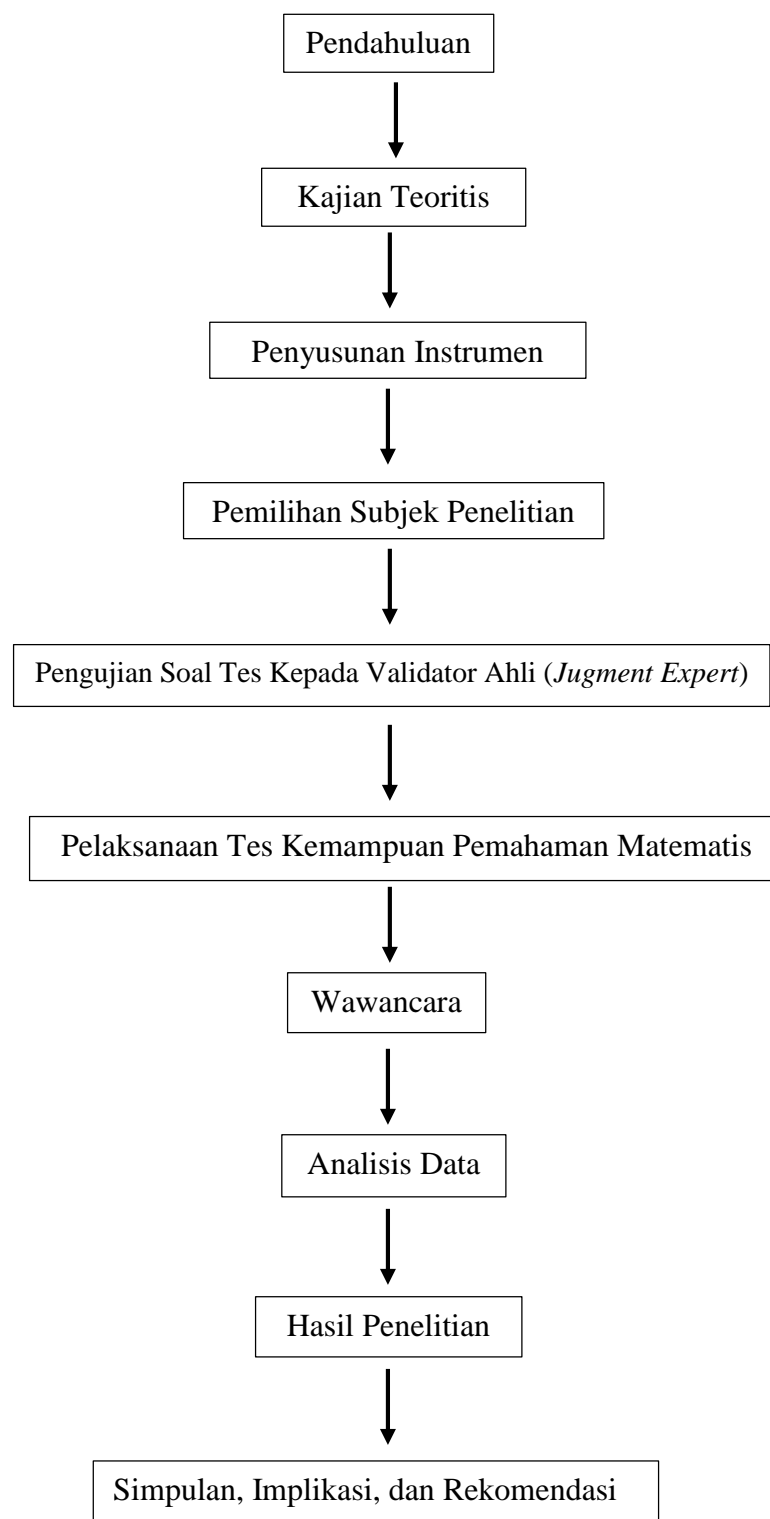 Pendahuluan
Kajian Teoritis
Penyusunan Instrumen
Pemilihan Subjek Penelitian
Pengujian Soal Tes Kepada Validator Ahli (Jugment Expert)
Pelaksanaan Tes Kemampuan Pemahaman Matematis
Wawancara
Analisis Data
Hasil Penelitian
Simpulan, Implikasi, dan Rekomendasi